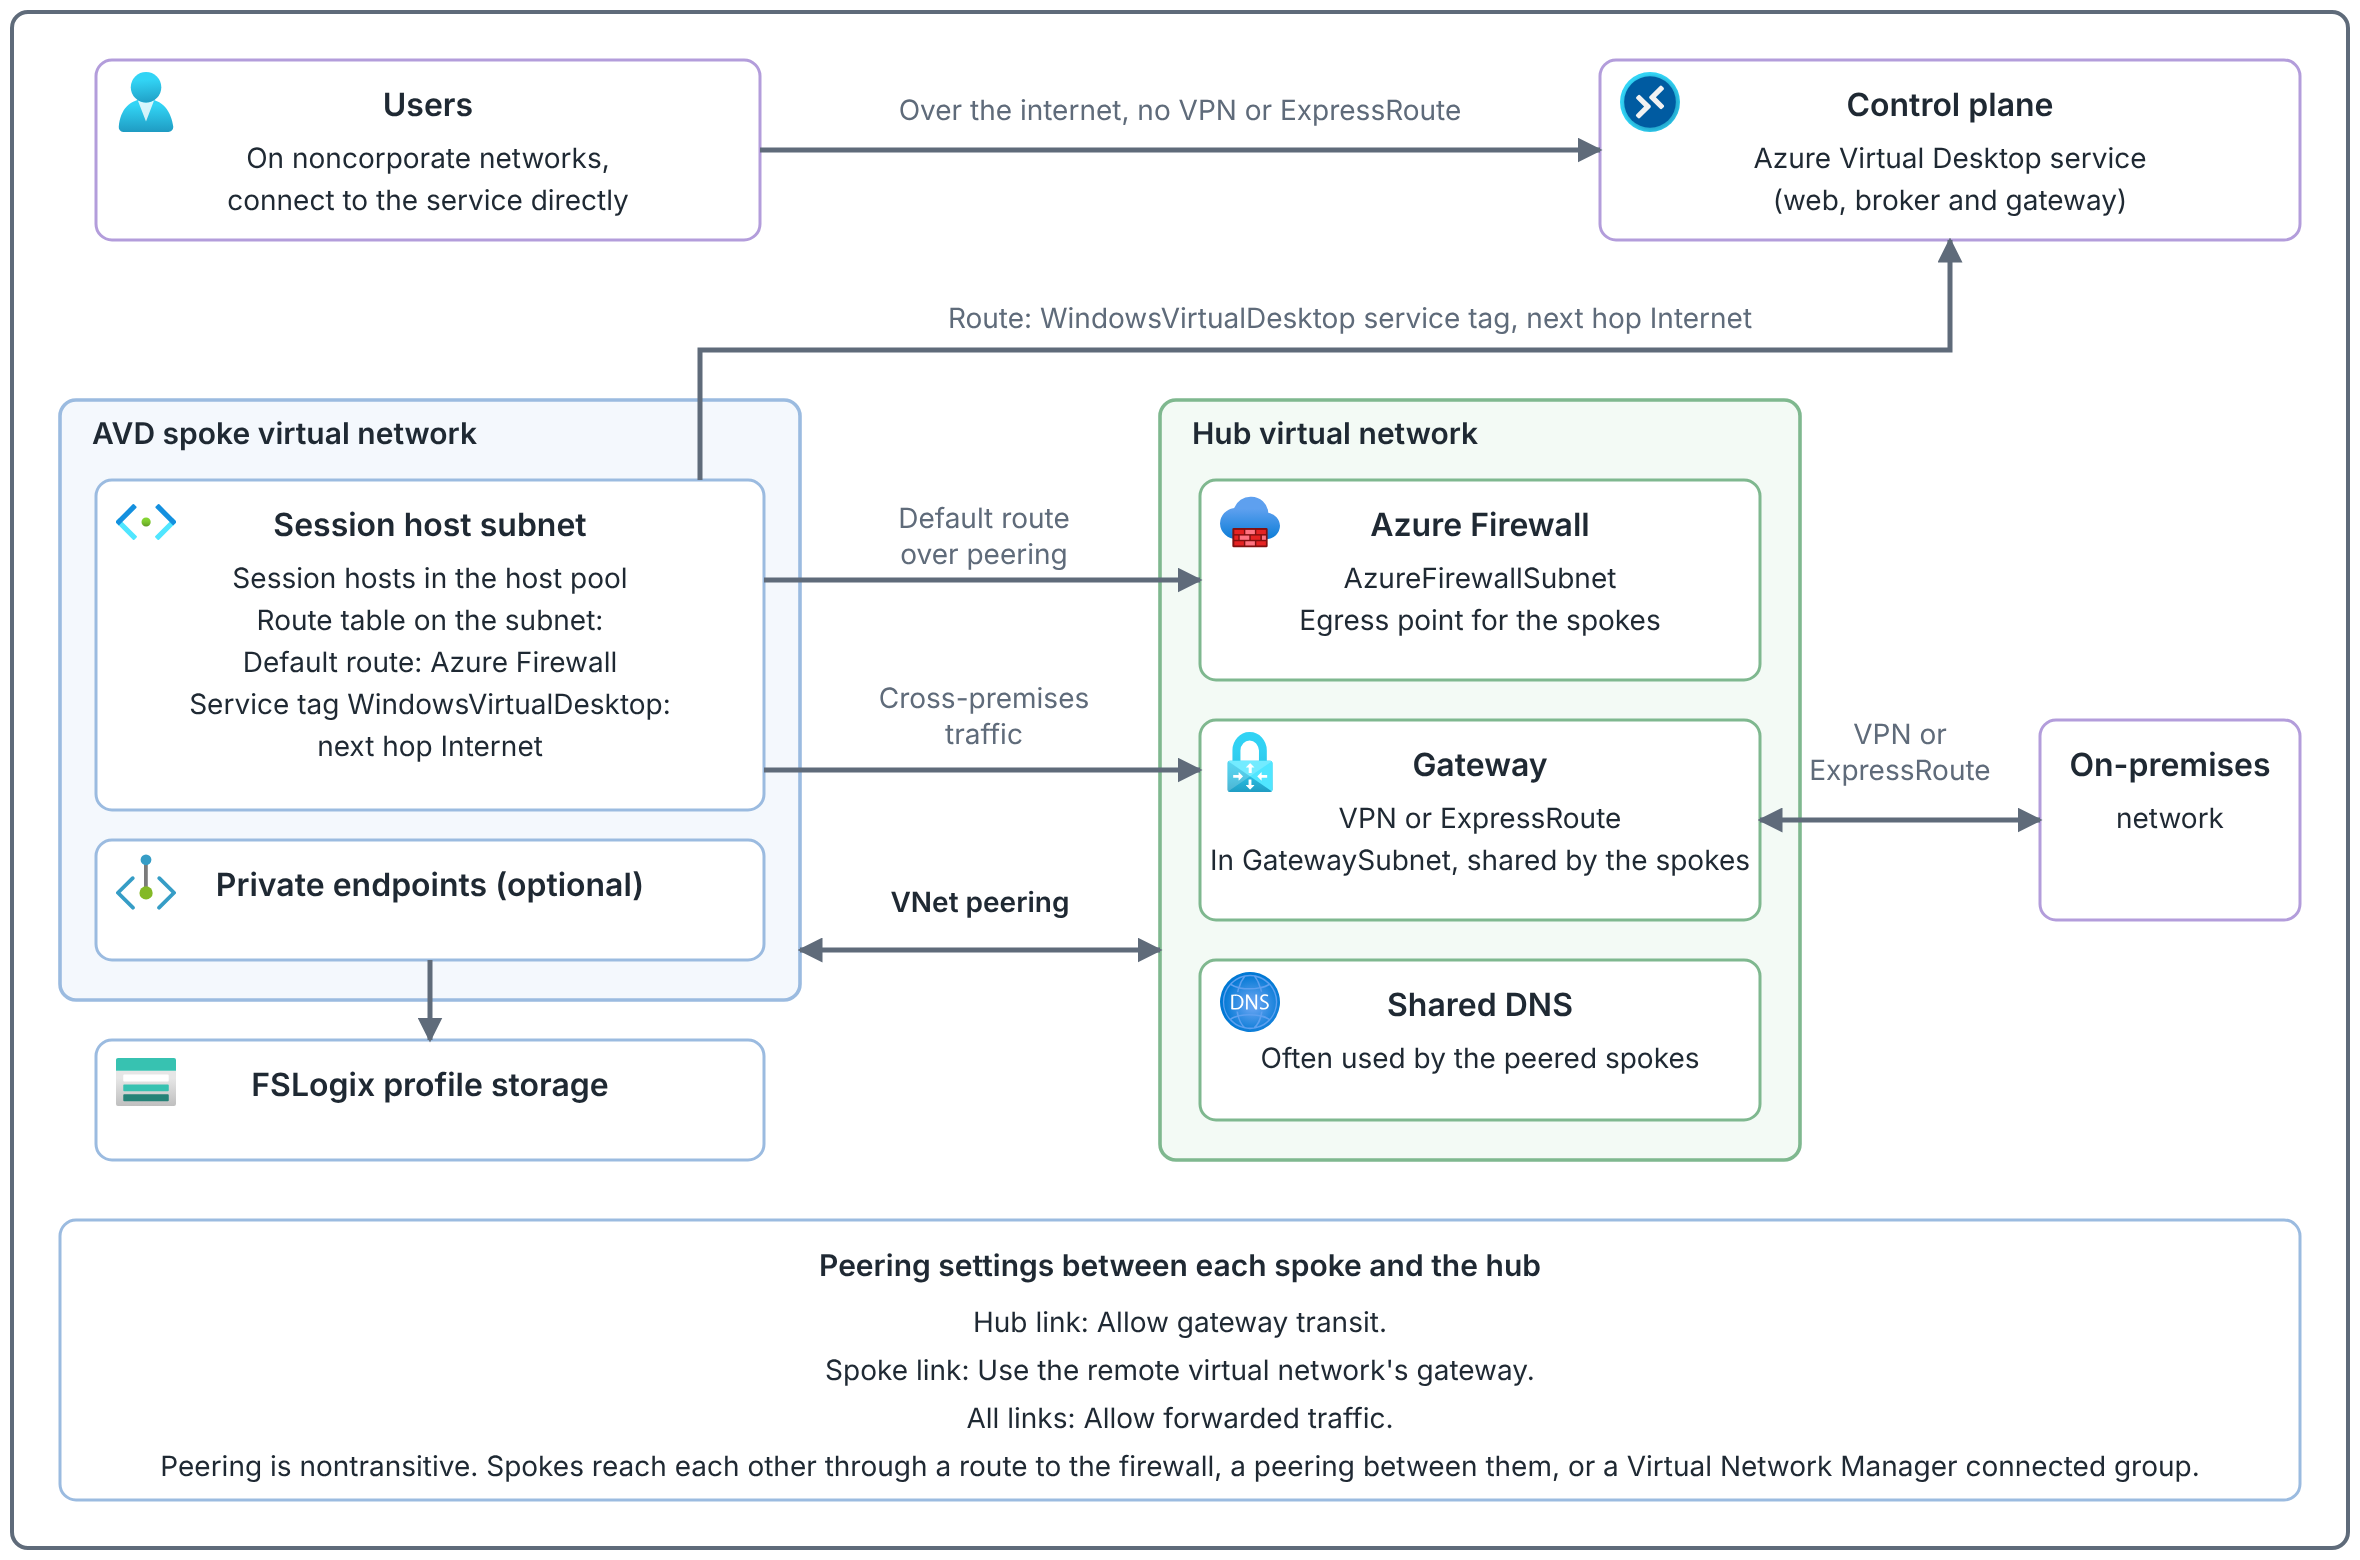 Users
On noncorporate networks,
connect to the service directly
Over the internet, no VPN or ExpressRoute
Control plane
Azure Virtual Desktop service
(web, broker and gateway)
Route: WindowsVirtualDesktop service tag, next hop Internet
AVD spoke virtual network
Session host subnet
Session hosts in the host pool
Route table on the subnet:
Default route: Azure Firewall
Service tag WindowsVirtualDesktop:
next hop Internet
Private endpoints (optional)
FSLogix profile storage
Default route
over peering
Cross-premises
traffic
VNet peering
Hub virtual network
Azure Firewall
AzureFirewallSubnet
Egress point for the spokes
Gateway
VPN or ExpressRoute
In GatewaySubnet, shared by the spokes
DNS
Shared DNS
Often used by the peered spokes
VPN or
ExpressRoute
On-premises
network
Peering settings between each spoke and the hub
Hub link: Allow gateway transit.
Spoke link: Use the remote virtual network's gateway.
All links: Allow forwarded traffic.
Peering is nontransitive. Spokes reach each other through a route to the firewall, a peering between them, or a Virtual Network Manager connected group.